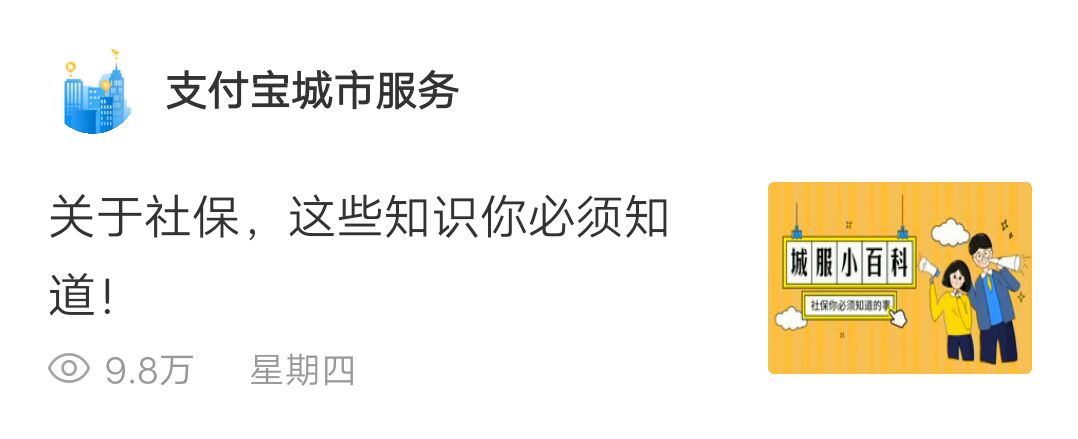 支付宝城市服务
关于社保，这些知识你必须知
道！
9.8万 星期四
城服小百科
社保你必须知道的事